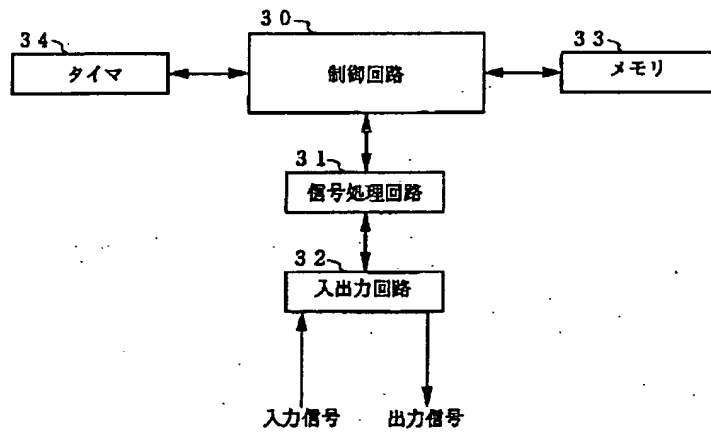 ３０
３４
３３
タイマ
制御回路
メモリ
３１
信号処理回路
３２
入出力回路
入力信号
出力信号